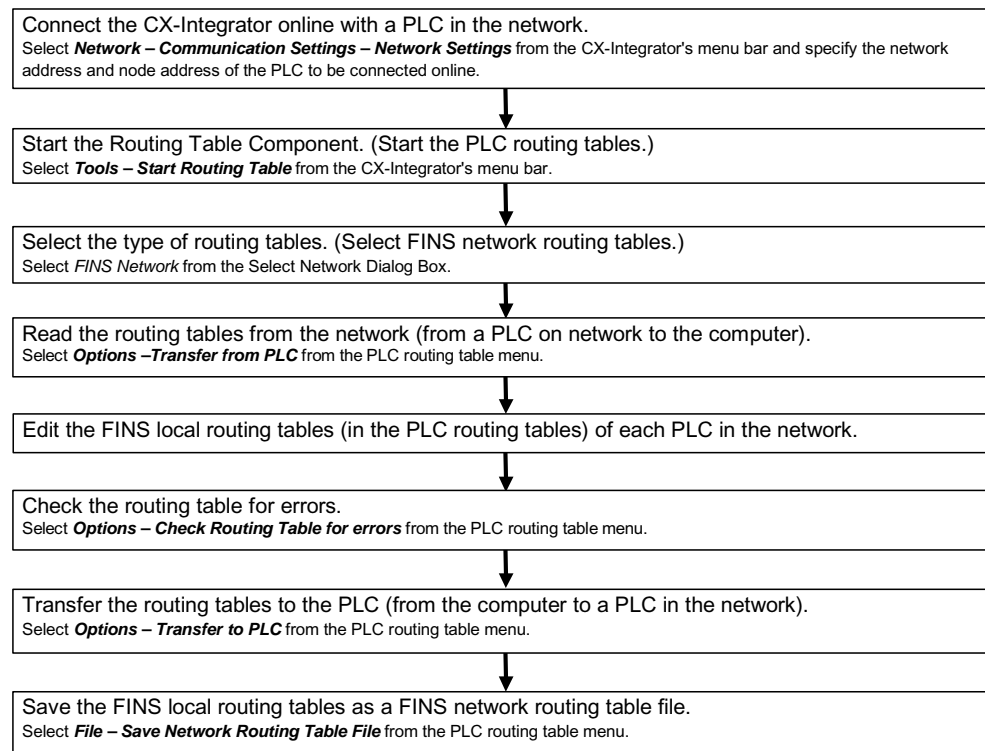 Connect the CX-Integrator online with a PLC in the network.
Select Network – Communication Settings – Network Settings from the CX-Integrator's menu bar and specify the network
address and node address of the PLC to be connected online.
Start the Routing Table Component. (Start the PLC routing tables.)
Select Tools – Start Routing Table from the CX-Integrator's menu bar.
Select the type of routing tables. (Select FINS network routing tables.)
Select FINS Network from the Select Network Dialog Box.
Read the routing tables from the network (from a PLC on network to the computer).
Select Options –Transfer from PLC from the PLC routing table menu.
Edit the FINS local routing tables (in the PLC routing tables) of each PLC in the network.
Check the routing table for errors.
Select Options – Check Routing Table for errors from the PLC routing table menu.
Transfer the routing tables to the PLC (from the computer to a PLC in the network).
Select Options – Transfer to PLC from the PLC routing table menu.
Save the FINS local routing tables as a FINS network routing table file.
Select File – Save Network Routing Table File from the PLC routing table menu.